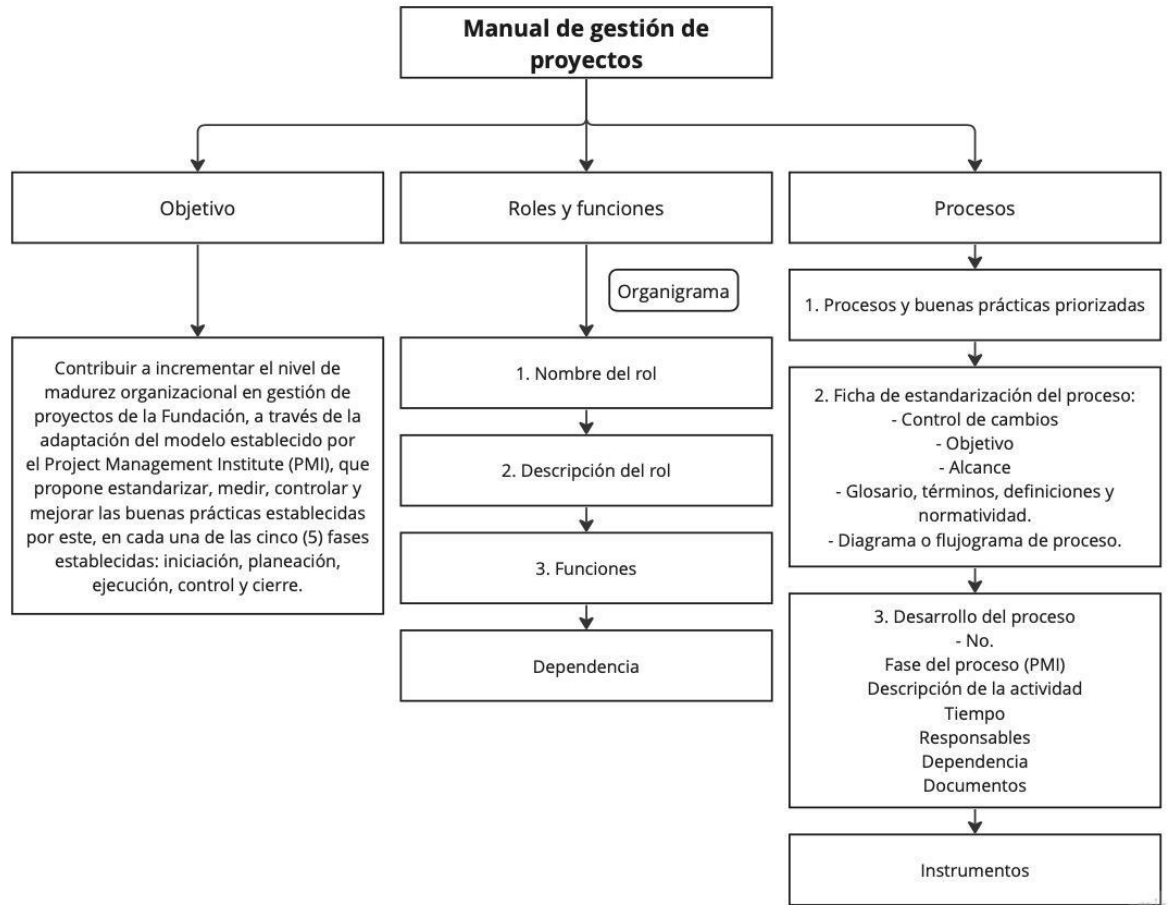 Manual de gestión de
proyectos
Objetivo
Roles y funciones
Procesos
Organigrama
Contribuir a incrementar el nivel de
madurez organizacional en gestión de
proyectos de la Fundación, a través de la
adaptación del modelo establecido por
el Project Management Institute (PMI), que
propone estandarizar, medir, controlar y
mejorar las buenas prácticas establecidas
por este, en cada una de las cinco (5) fases
establecidas: iniciación, planeación,
ejecución, control y cierre.
1. Nombre del rol
2. Descripción del rol
3. Funciones
Dependencia
1. Procesos y buenas prácticas priorizadas
2. Ficha de estandarización del proceso:
- Control de cambios
- Objetivo
- Alcance
- Glosario, términos, definiciones y
normatividad.
- Diagrama o flujograma de proceso.
3. Desarrollo del proceso
- No.
Fase del proceso (PMI)
Descripción de la actividad
Tiempo
Responsables
Dependencia
Documentos
Instrumentos